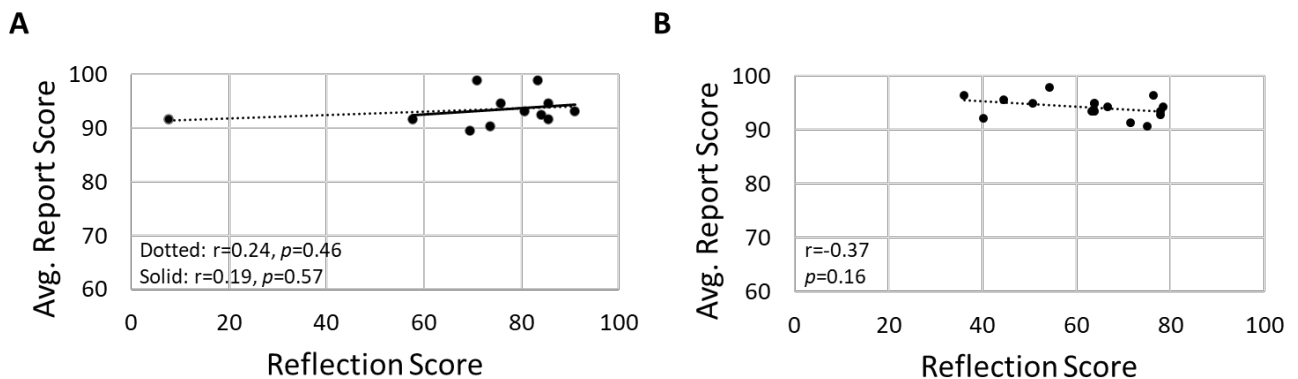 A
Avg. Report Score
100
90
80
70
60
Dotted: r=0.24, p=0.46
Solid: r=0.19, p=0.57
0 20 40 60 80 100
Reflection Score
B
Avg. Report Score
100
90
80
70
60
r=-0.37
p=0.16
0 20 40 60 80 100
Reflection Score